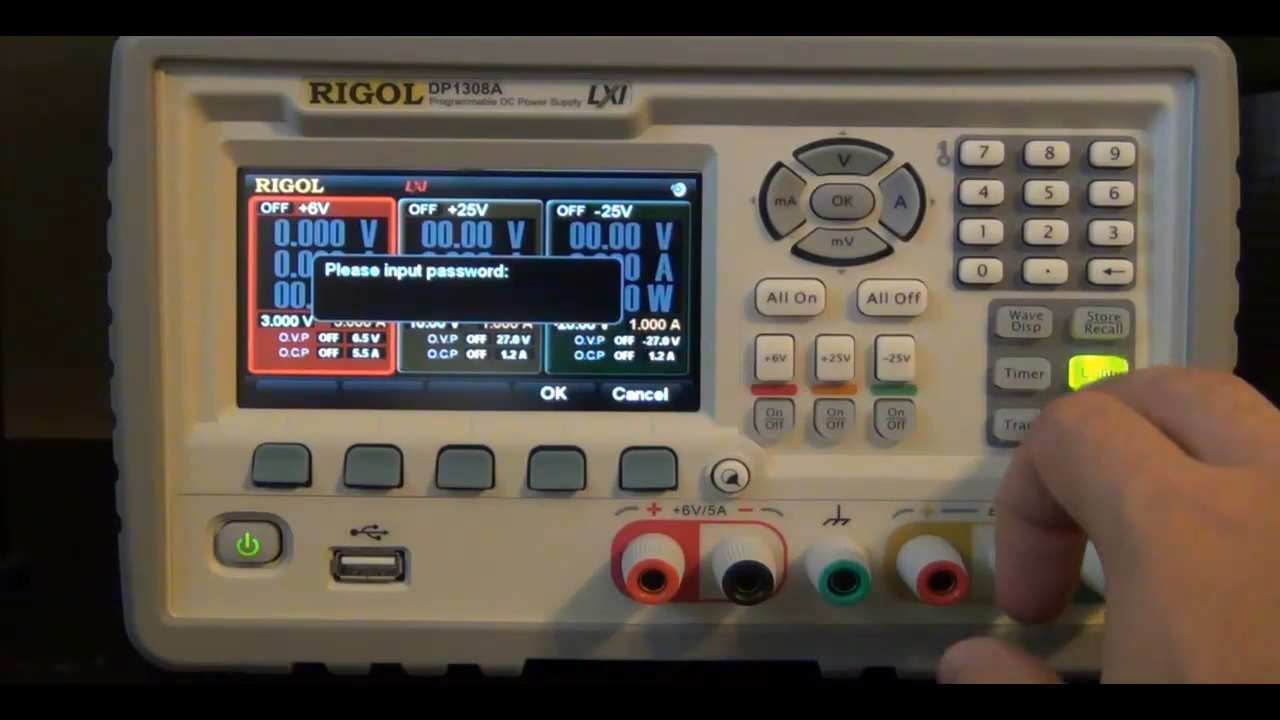 RIGOL DP1308A
Programmable DC Power Supply LXI
RIGOL LXI
OFF +6V
0.000 V
3.000 V
O.V.P OFF 6.5 V
O.C.P OFF 5.5 A
OFF +25V
00.00 V
1.000 A
O.V.P OFF 27.0 V
O.C.P OFF 1.2 A
OFF -25V
00.00 V
A
0 W
1.000 A
O.V.P OFF -27.0 V
O.C.P OFF 1.2 A
Please input password:
OK Cancel
V
mA OK A
mV
7 8 9
4 5 6
1 2 3
0 . ←
All On All Off
Wave
Disp
Store
Recall
Timer
+6V +25V -25V
On
Off
On
Off
On
Off
+ +6V/5A −
+